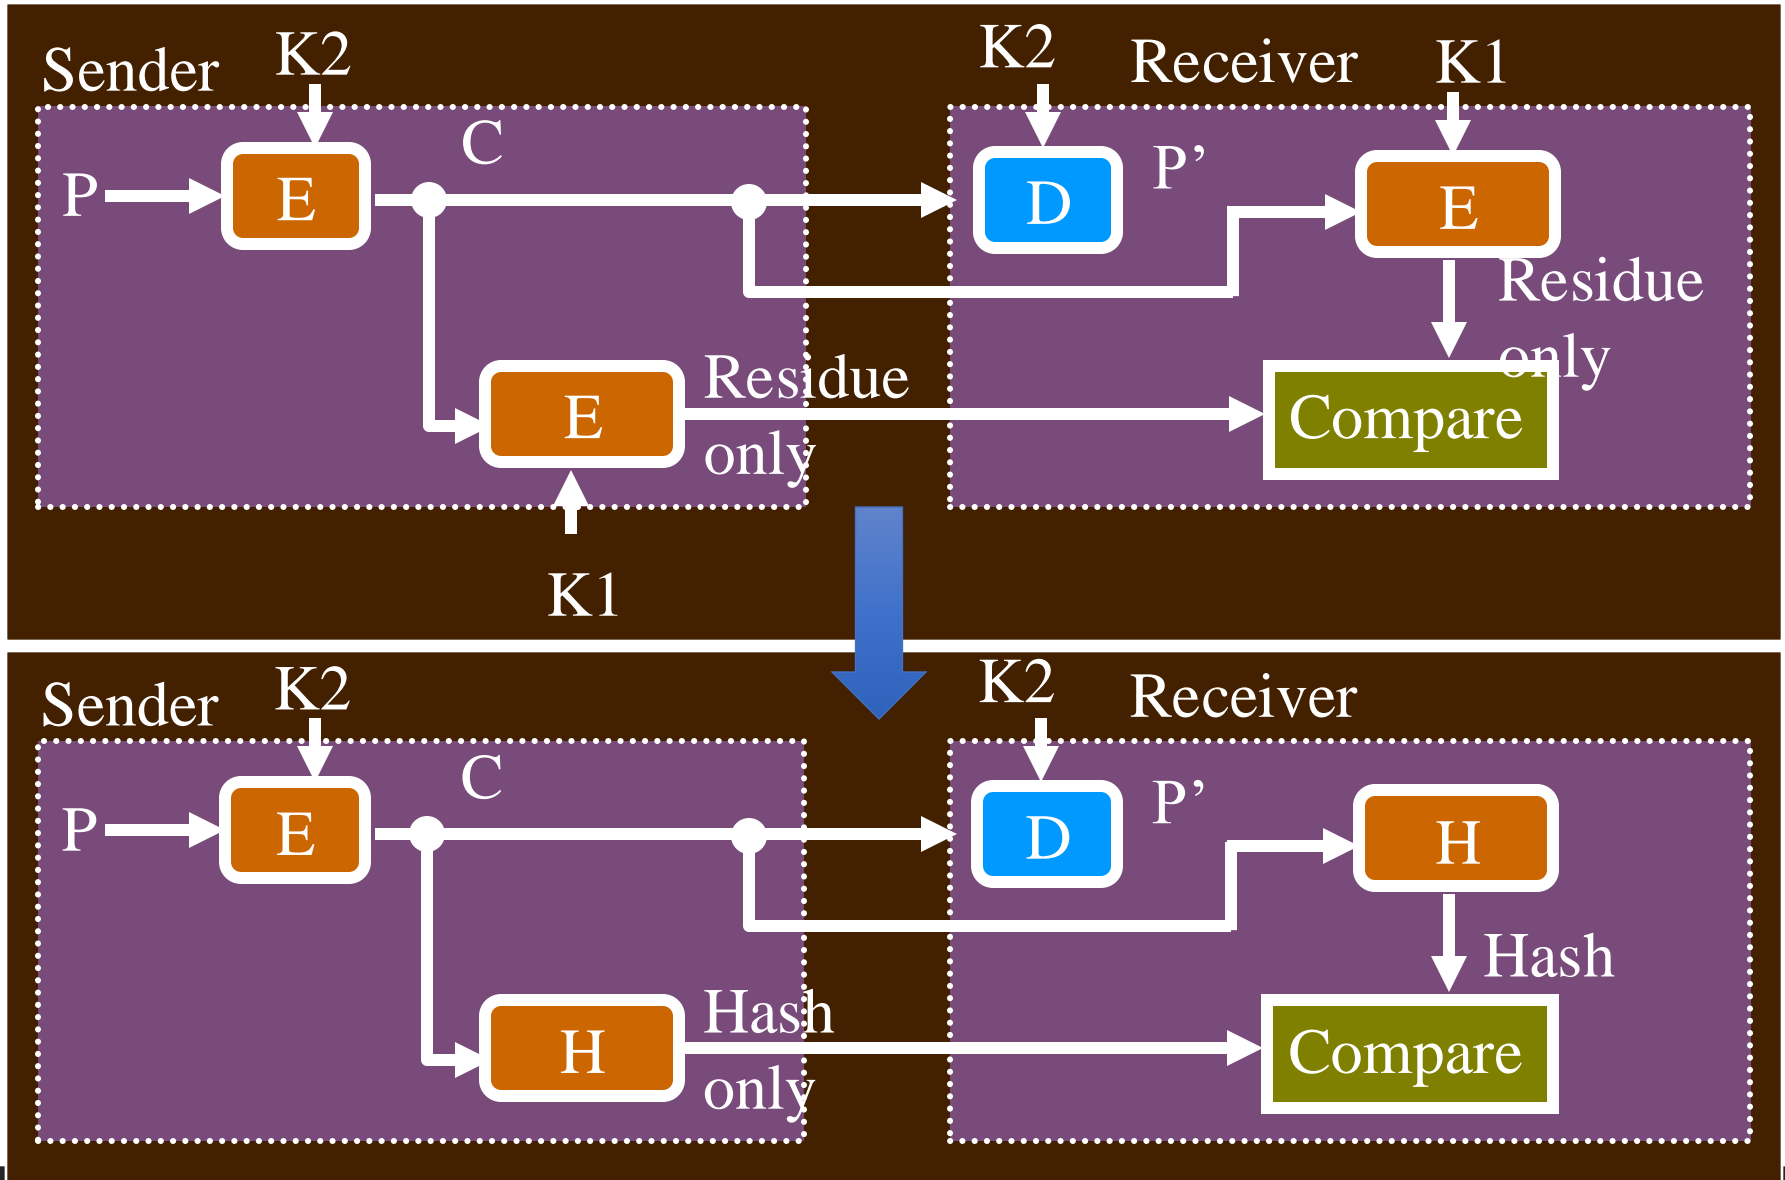 Sender
K2
K2
Receiver
K1
C
P
E
D
P’
E
Residue
only
Residue
only
E
Compare
K1
Sender
K2
K2
Receiver
C
P
E
D
P’
H
Hash
Hash
only
H
Compare